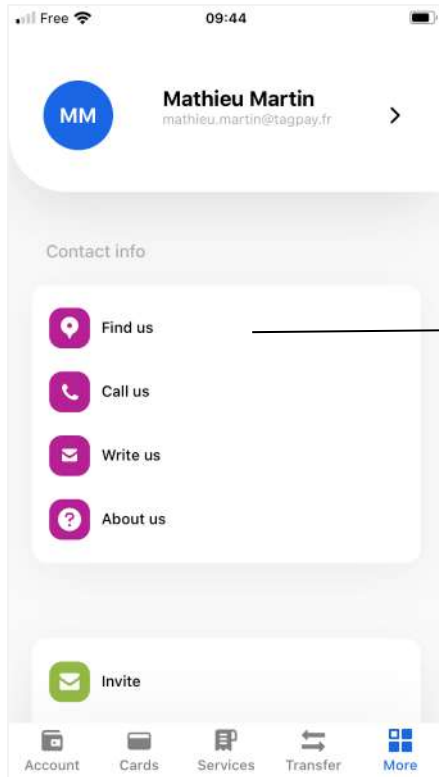 Free 09:44
MM
Mathieu Martin
mathieu.martin@tagpay.fr
Contact info
Find us
Call us
Write us
About us
Invite
Account Cards Services Transfer More